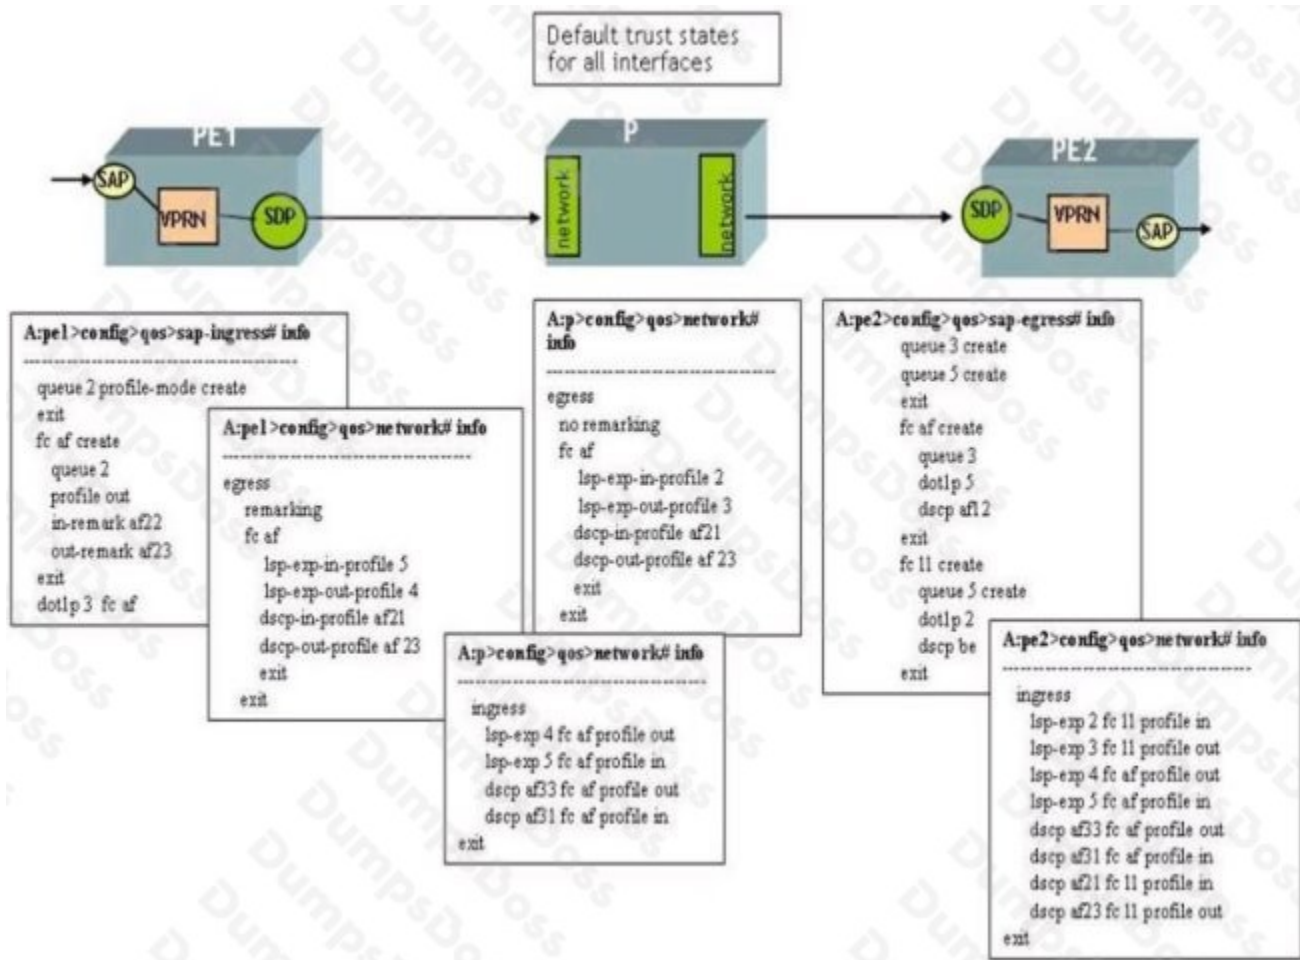 Default trust states
for all interfaces
PE1
SAP
VPRN
SDP
P
network
network
PE2
SDP
VPRN
SAP
A:pe1>config>qos>sap-ingress# info
----------------------------------------
queue 2 profile-mode create
exit
fc af create
queue 2
profile out
in-remark af22
out-remark af23
exit
dot1p 3 fc af
A:pe1>config>qos>network# info
------------------------------------
egress
remarking
fc af
lsp-exp-in-profile 5
lsp-exp-out-profile 4
dscp-in-profile af21
dscp-out-profile af 23
exit
exit
A:p>config>qos>network#
info
---------------------------------
egress
no remarking
fc af
lsp-exp-in-profile 2
lsp-exp-out-profile 3
dscp-in-profile af21
dscp-out-profile af 23
exit
exit
A:p>config>qos>network# info
------------------------------------
ingress
lsp-exp 4 fc af profile out
lsp-exp 5 fc af profile in
dscp af33 fc af profile out
dscp af31 fc af profile in
exit
A:pe2>config>qos>sap-egress# info
queue 3 create
queue 5 create
exit
fc af create
queue 3
dot1p 5
dscp af12
exit
fc l1 create
queue 5 create
dot1p 2
dscp be
exit
A:pe2>config>qos>network# info
------------------------------------
ingress
lsp-exp 2 fc l1 profile in
lsp-exp 3 fc l1 profile out
lsp-exp 4 fc af profile out
lsp-exp 5 fc af profile in
dscp af33 fc af profile out
dscp af31 fc af profile in
dscp af21 fc l1 profile in
dscp af23 fc l1 profile out
exit
DumpsDoss